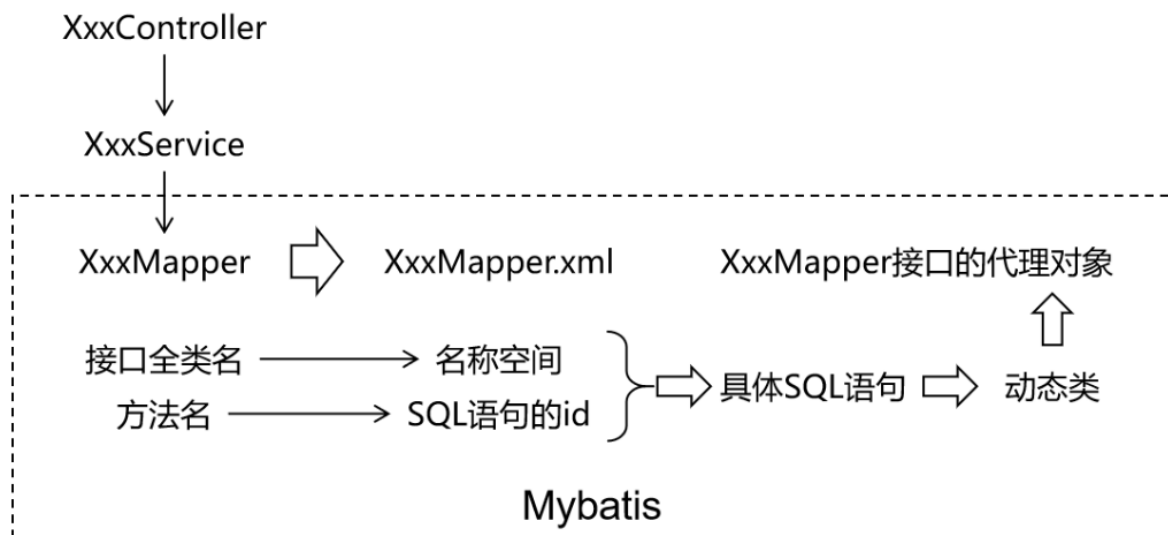 XxxController
XxxService
XxxMapper XxxMapper.xml XxxMapper接口的代理对象
接口全类名 名称空间
具体SQL语句 动态类
方法名 SQL语句的id
Mybatis